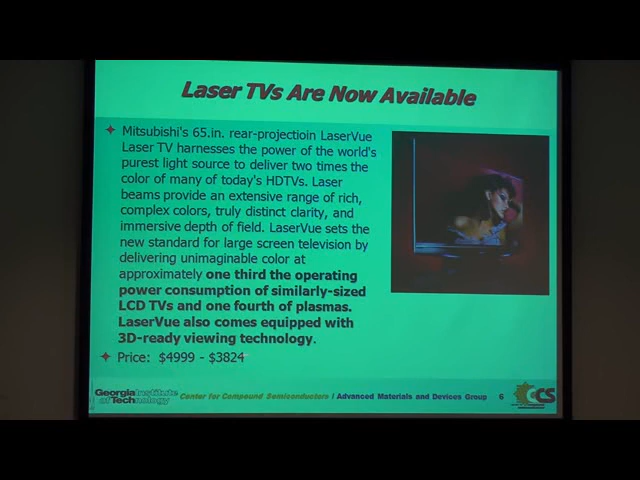 Laser TVs Are Now Available
Mitsubishi's 65.in. rear-projectioin LaserVue
Laser TV harnesses the power of the world's
purest light source to deliver two times the
color of many of today's HDTVs. Laser
beams provide an extensive range of rich,
complex colors, truly distinct clarity, and
immersive depth of field. LaserVue sets the
new standard for large screen television by
delivering unimaginable color at
approximately one third the operating
power consumption of similarly-sized
LCD TVs and one fourth of plasmas.
LaserVue also comes equipped with
3D-ready viewing technology.
Price: $4999 - $3824
Georgia Institute
of Technology
Center for Compound Semiconductors | Advanced Materials and Devices Group 6
CS